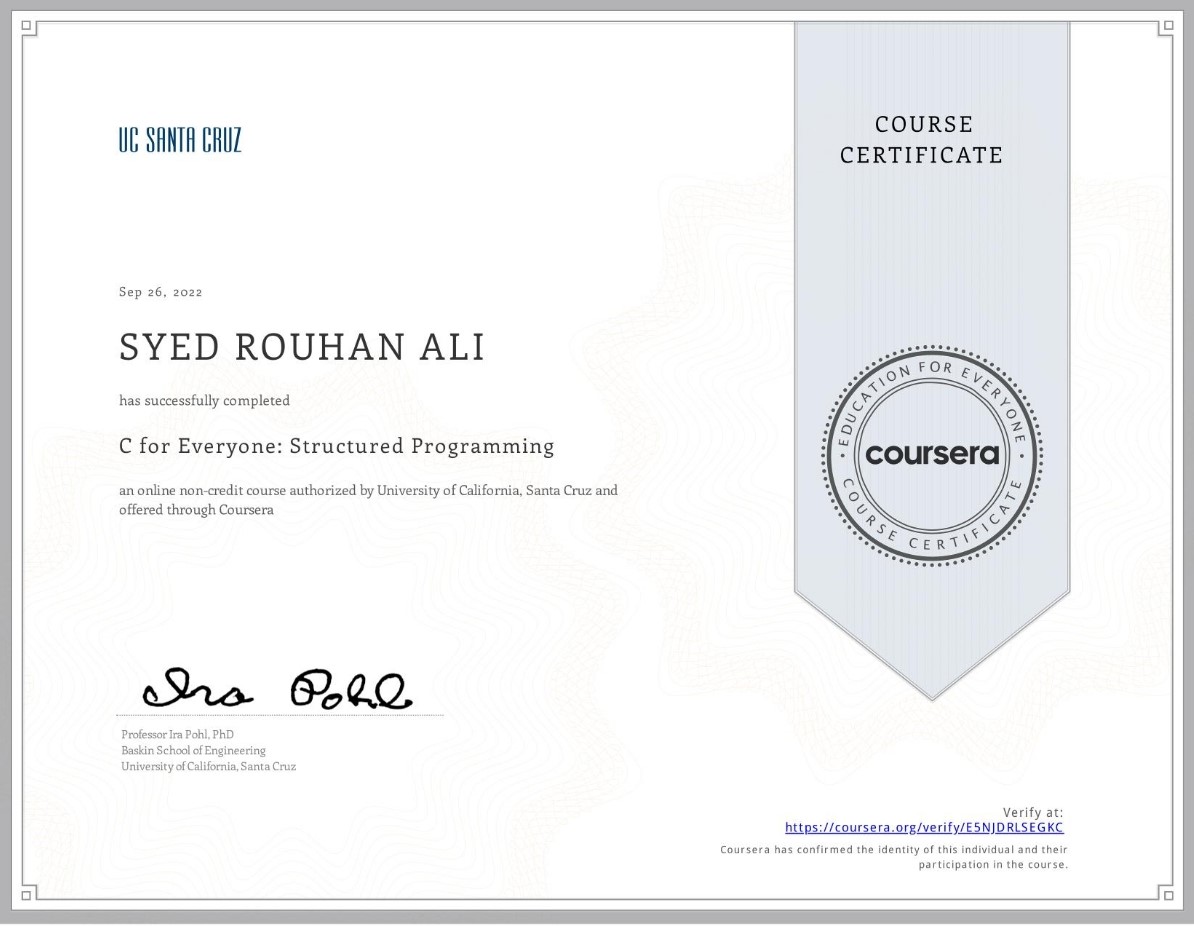 UC SANTA CRUZ
COURSE
CERTIFICATE
Sep 26, 2022
SYED ROUHAN ALI
has successfully completed
C for Everyone: Structured Programming
an online non-credit course authorized by University of California, Santa Cruz and
offered through Coursera
EDUCATION FOR EVERYONE
coursera
COURSE CERTIFICATE
Ira Pohl
Professor Ira Pohl, PhD
Baskin School of Engineering
University of California, Santa Cruz
Verify at:
https://coursera.org/verify/E5NJDRLSEGKC
Coursera has confirmed the identity of this individual and their
participation in the course.